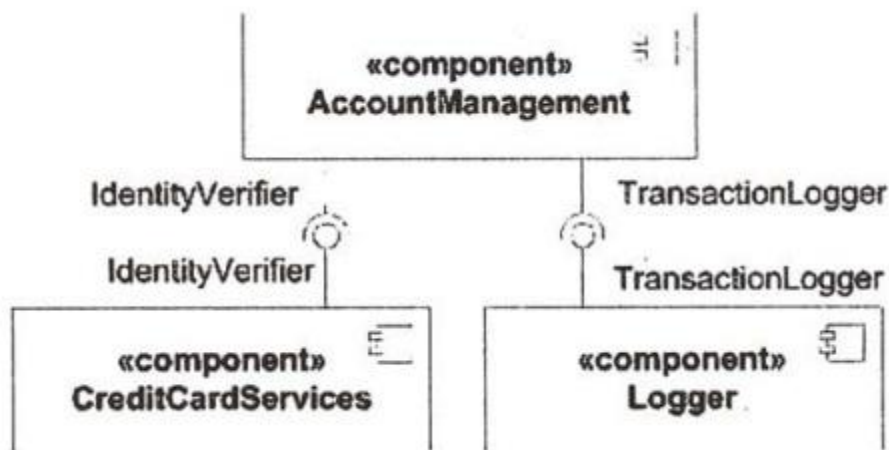 «component»
AccountManagement
IdentityVerifier
TransactionLogger
IdentityVerifier
TransactionLogger
«component»
CreditCardServices
«component»
Logger